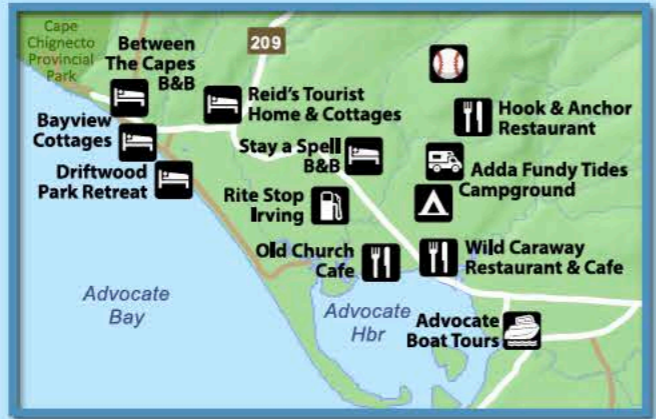 Cape
Chignecto
Provincial
Park
Between
The Capes
B&B
209
Bayview
Cottages
Reid's Tourist
Home & Cottages
Hook & Anchor
Restaurant
Driftwood
Park Retreat
Stay a Spell
B&B
Adda Fundy Tides
Campground
Rite Stop
Irving
Old Church
Cafe
Wild Caraway
Restaurant & Cafe
Advocate
Bay
Advocate
Hbr
Advocate
Boat Tours